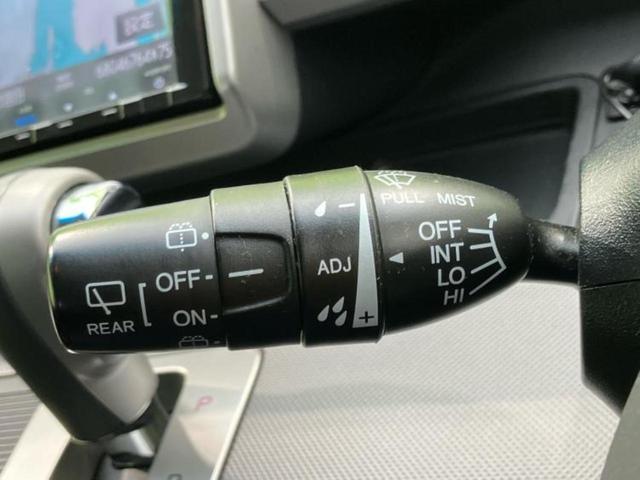 PULL MIST
OFF
INT
LO
HI
ADJ
−
+
OFF
ON
REAR
P